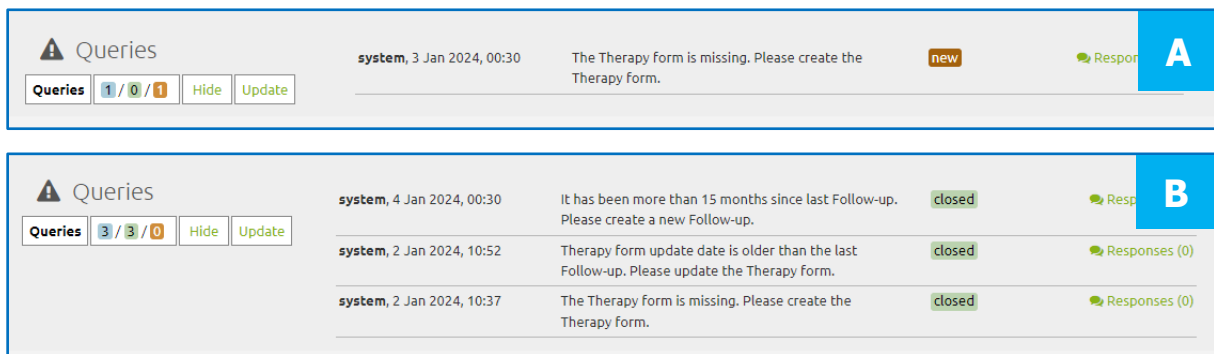 A
Queries
system, 3 Jan 2024, 00:30
The Therapy form is missing. Please create the
Therapy form.
new
Queries 1 / 0 / 1 Hide Update
B
Queries
system, 4 Jan 2024, 00:30
It has been more than 15 months since last Follow-up.
Please create a new Follow-up.
closed
Queries 3 / 3 / 0 Hide Update
system, 2 Jan 2024, 10:52
Therapy form update date is older than the last
Follow-up. Please update the Therapy form.
closed
Responses (0)
system, 2 Jan 2024, 10:37
The Therapy form is missing. Please create the
Therapy form.
closed
Responses (0)